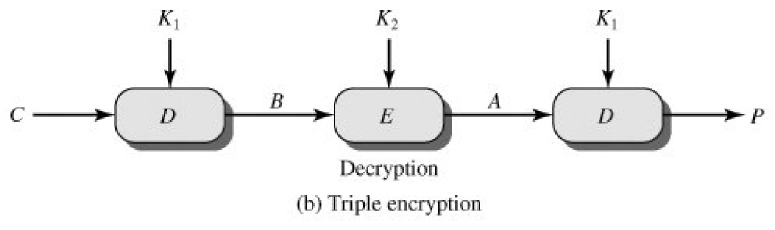 K1 K2 K1
C D B E A D P
Decryption
(b) Triple encryption